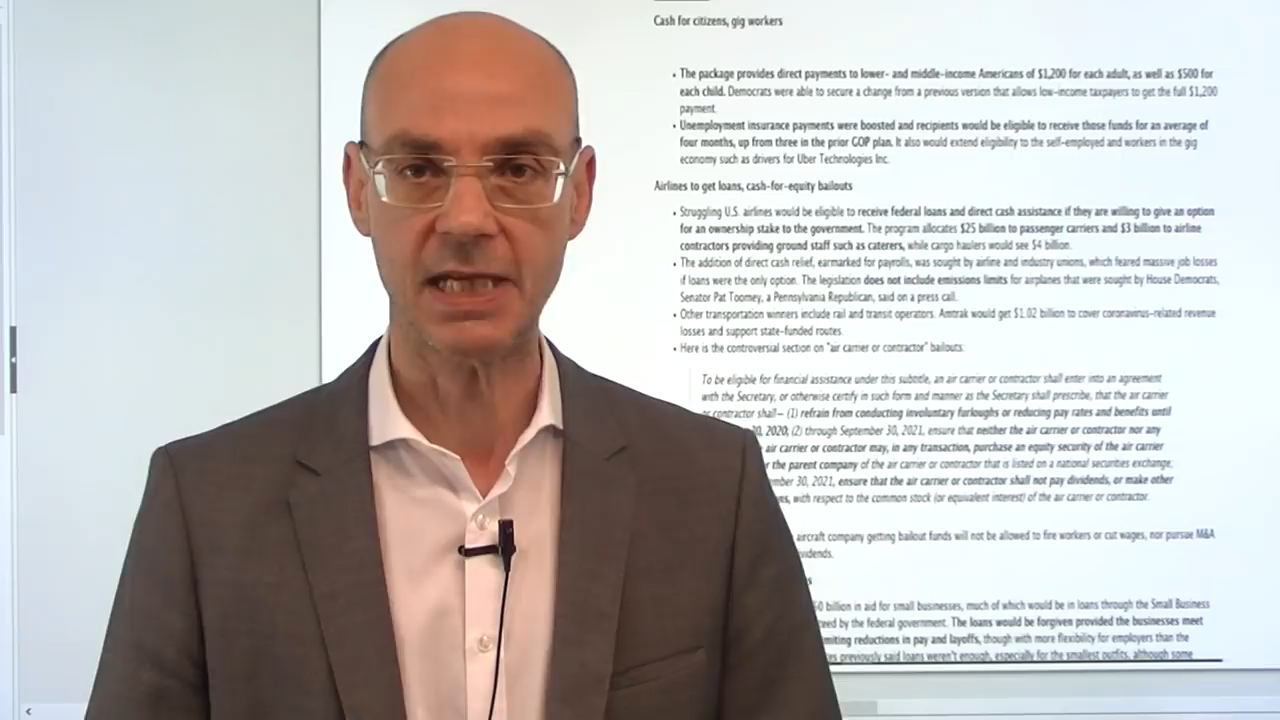 Cash for citizens, gig workers
• The package provides direct payments to lower- and middle-income Americans of $1,200 for each adult, as well as $500 for
each child. Democrats were able to secure a change from a previous version that allows low-income taxpayers to get the full $1,200
payment.
• Unemployment insurance payments were boosted and recipients would be eligible to receive those funds for an average of
four months, up from three in the prior GOP plan. It also would extend eligibility to the self-employed and workers in the gig
economy such as drivers for Uber Technologies Inc.
Airlines to get loans, cash-for-equity bailouts
• Struggling U.S. airlines would be eligible to receive federal loans and direct cash assistance if they are willing to give an option
for an ownership stake to the government. The program allocates $25 billion to passenger carriers and $3 billion to airline
contractors providing ground staff such as caterers, while cargo haulers would see $4 billion.
• The addition of direct cash relief, earmarked for payrolls, was sought by airline and industry unions, which feared massive job losses
if loans were the only option. The legislation does not include emissions limits for airplanes that were sought by House Democrats,
Senator Pat Toomey, a Pennsylvania Republican, said on a press call.
• Other transportation winners include rail and transit operators. Amtrak would get $1.02 billion to cover coronavirus-related revenue
losses and support state-funded routes.
• Here is the controversial section on "air carrier or contractor" bailouts:
To be eligible for financial assistance under this subtitle, an air carrier or contractor shall enter into an agreement
with the Secretary, or otherwise certify in such form and manner as the Secretary shall prescribe, that the air carrier
or contractor shall— (1) refrain from conducting involuntary furloughs or reducing pay rates and benefits until
30, 2020; (2) through September 30, 2021, ensure that neither the air carrier or contractor nor any
air carrier or contractor may, in any transaction, purchase an equity security of the air carrier
r the parent company of the air carrier or contractor that is listed on a national securities exchange;
mber 30, 2021, ensure that the air carrier or contractor shall not pay dividends, or make other
ns, with respect to the common stock (or equivalent interest) of the air carrier or contractor.
aircraft company getting bailout funds will not be allowed to fire workers or cut wages, nor pursue M&A
vidends.
s
50 billion in aid for small businesses, much of which would be in loans through the Small Business
teed by the federal government. The loans would be forgiven provided the businesses meet
miting reductions in pay and layoffs, though with more flexibility for employers than the
es previously said loans weren't enough, especially for the smallest outfits, although some